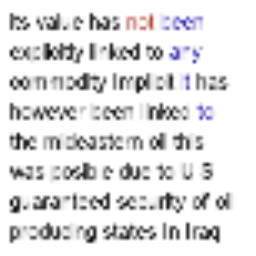 its value has not been
explicitly linked to any
commodity implicit it has
however been linked to
the mideastern oil this
was posible due to U S
guaranteed security of oil
producing states in Iraq